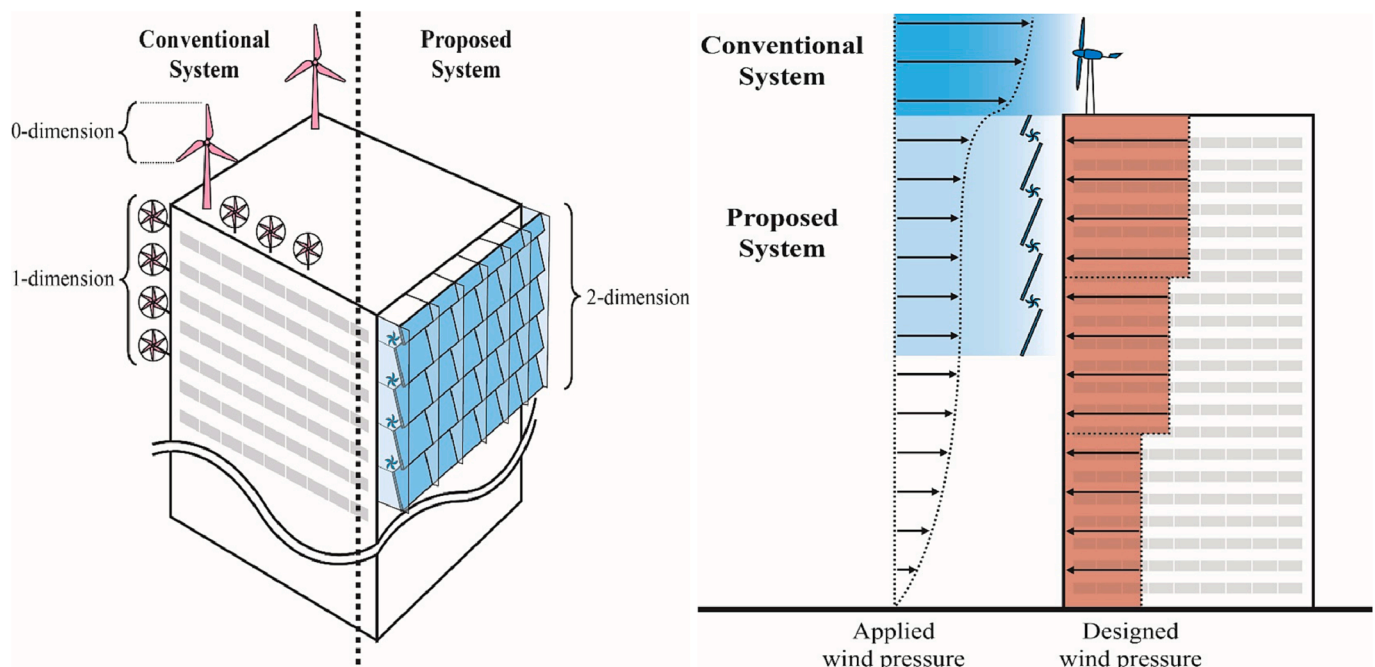 Conventional
System
Proposed
System
0-dimension
1-dimension
2-dimension
Conventional
System
Proposed
System
Applied
wind pressure
Designed
wind pressure